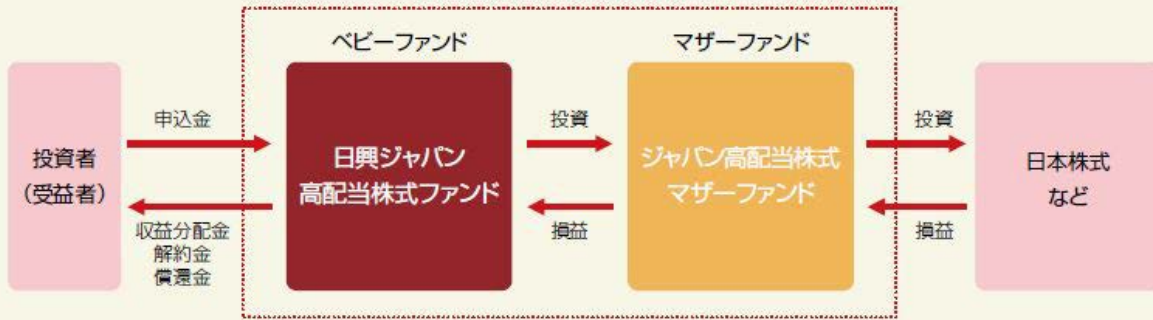 ベビーファンド
マザーファンド
投資者
(受益者)
申込金
収益分配金
解約金
償還金
日興ジャパン
高配当株式ファンド
投資
損益
ジャパン高配当株式
マザーファンド
投資
損益
日本株式
など